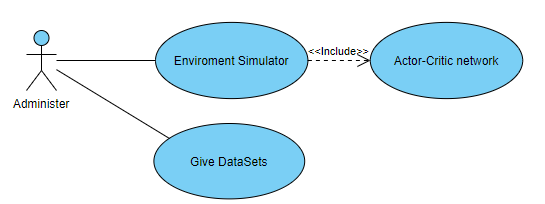 Enviroment Simulator
<<Include>>
Actor-Critic network
Administer
Give DataSets